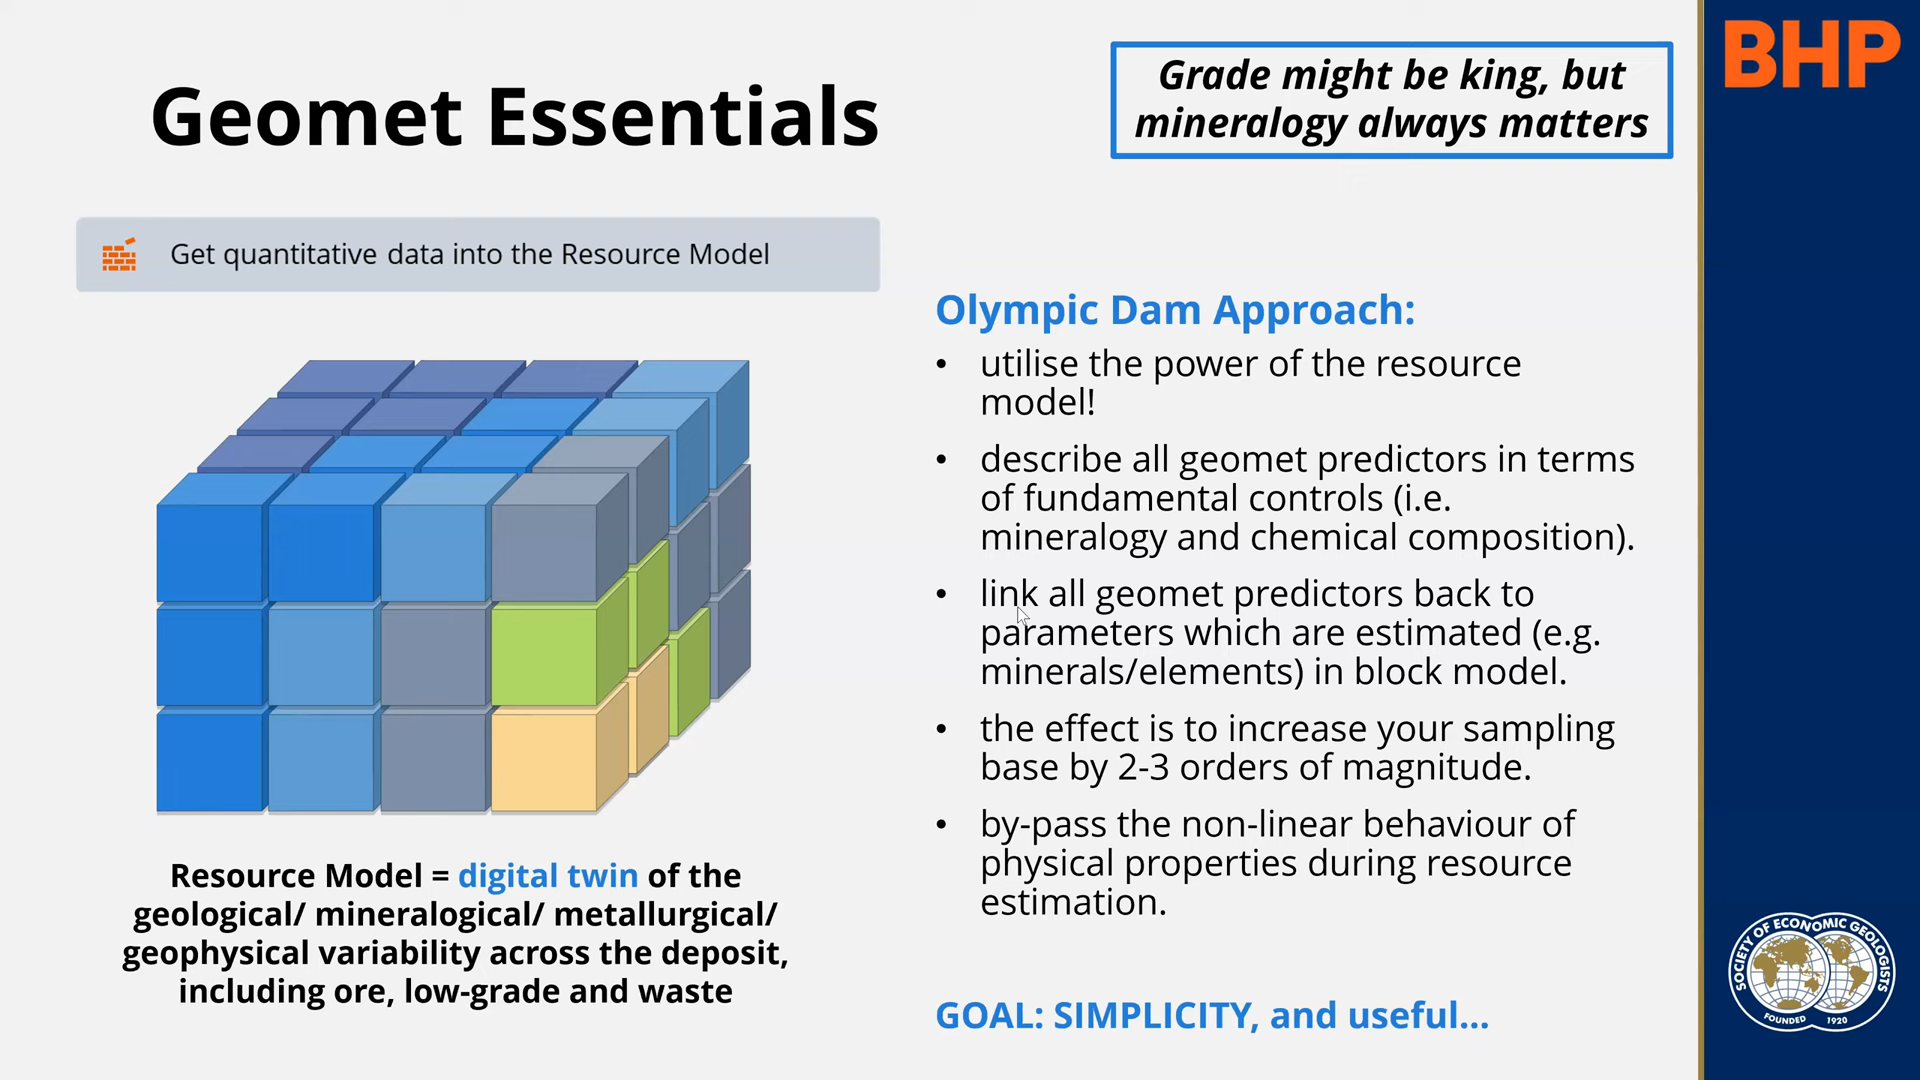 Geomet Essentials
Grade might be king, but
mineralogy always matters
BHP
Get quantitative data into the Resource Model
Resource Model = digital twin of the
geological/ mineralogical/ metallurgical/
geophysical variability across the deposit,
including ore, low-grade and waste
Olympic Dam Approach:
• utilise the power of the resource
model!
• describe all geomet predictors in terms
of fundamental controls (i.e.
mineralogy and chemical composition).
• link all geomet predictors back to
parameters which are estimated (e.g.
minerals/elements) in block model.
• the effect is to increase your sampling
base by 2-3 orders of magnitude.
• by-pass the non-linear behaviour of
physical properties during resource
estimation.
GOAL: SIMPLICITY, and useful...
SOCIETY OF ECONOMIC GEOLOGISTS
FOUNDED 1920